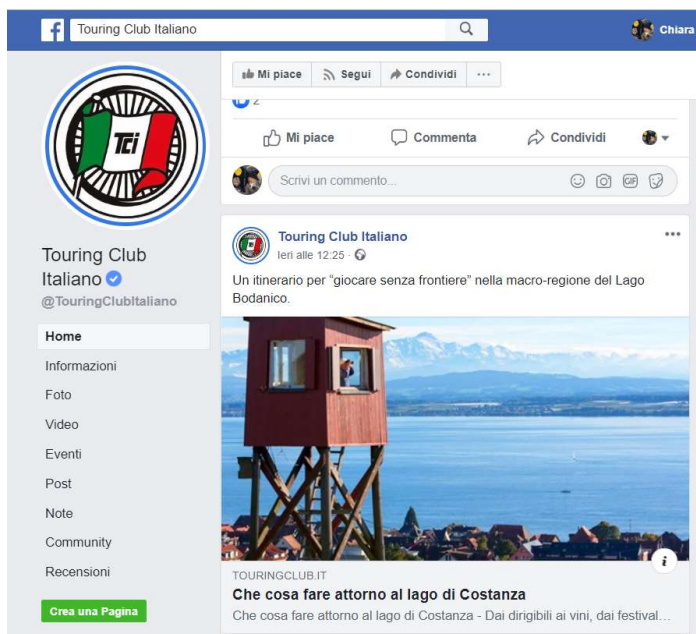 Touring Club Italiano
Chiara
TCi
Mi piace
Segui
Condividi
...
2
Mi piace
Commenta
Condividi
Scrivi un commento...
GIF
Touring Club
Italiano
@TouringClubItaliano
Home
Informazioni
Foto
Video
Eventi
Post
Note
Community
Recensioni
Crea una Pagina
Touring Club Italiano
Ieri alle 12:25 ·
Un itinerario per "giocare senza frontiere" nella macro-regione del Lago
Bodanico.
TOURINGCLUB.IT
Che cosa fare attorno al lago di Costanza
Che cosa fare attorno al lago di Costanza - Dai dirigibili ai vini, dai festival...